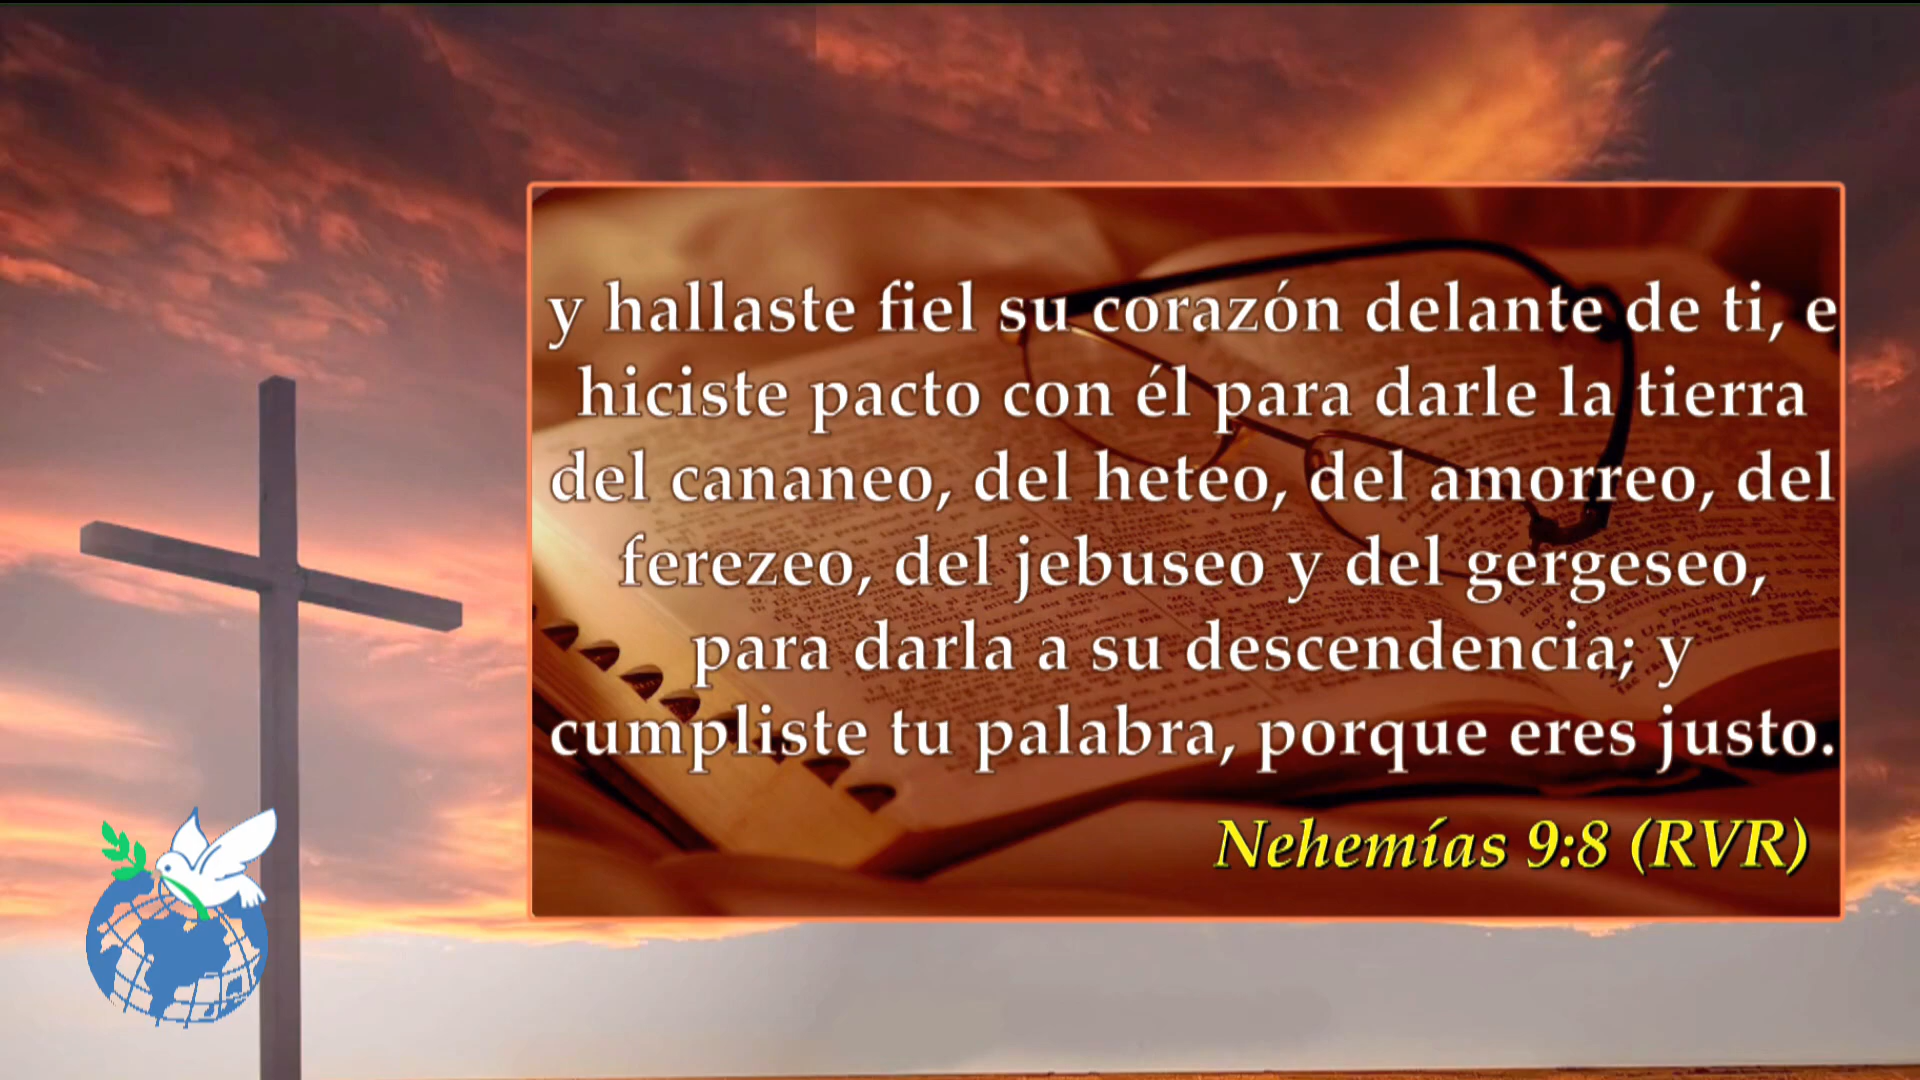 y hallaste fiel su corazón delante de ti, e
hiciste pacto con él para darle la tierra
del cananeo, del heteo, del amorreo, del
ferezeo, del jebuseo y del gergeseo,
para darla a su descendencia; y
cumpliste tu palabra, porque eres justo.
Nehemías 9:8 (RVR)